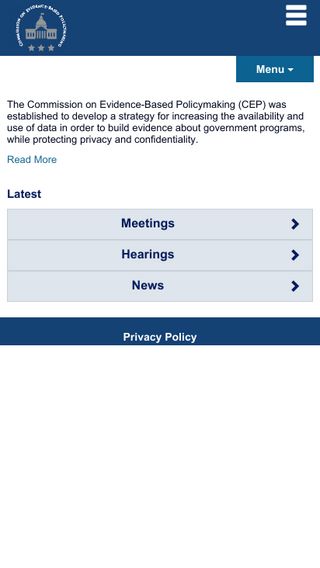 COMMISSION ON EVIDENCE-BASED POLICYMAKING
Menu
The Commission on Evidence-Based Policymaking (CEP) was
established to develop a strategy for increasing the availability and
use of data in order to build evidence about government programs,
while protecting privacy and confidentiality.
Read More
Latest
Meetings
Hearings
News
Privacy Policy